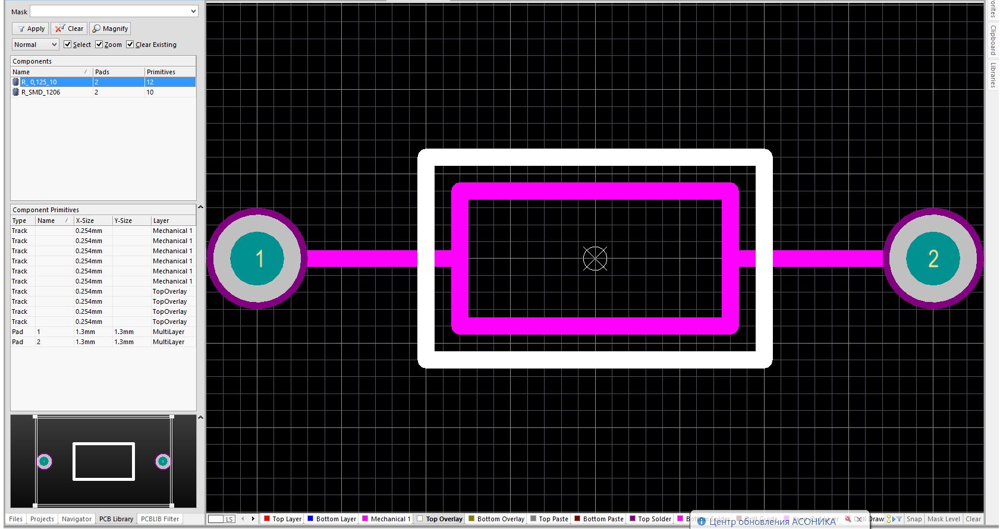 Mask
Apply Clear Magnify
Normal Select Zoom Clear Existing
Components
Name Pads Primitives
R_ 0,125_10 2 12
R_SMD_1206 2 10
Component Primitives
Type Name X-Size Y-Size Layer
Track 0.254mm Mechanical 1
Track 0.254mm Mechanical 1
Track 0.254mm Mechanical 1
Track 0.254mm Mechanical 1
Track 0.254mm Mechanical 1
Track 0.254mm Mechanical 1
Track 0.254mm TopOverlay
Track 0.254mm TopOverlay
Track 0.254mm TopOverlay
Track 0.254mm TopOverlay
Pad 1 1.3mm 1.3mm MultiLayer
Pad 2 1.3mm 1.3mm MultiLayer
1
2
Clipboard
Libraries
Files Projects Navigator PCB Library PCBLIB Filter
LS Top Layer Bottom Layer Mechanical 1 Top Overlay Bottom Overlay Top Paste Bottom Paste Top Solder Snap Mask Level Clear
Центр обновления АСОНИКА